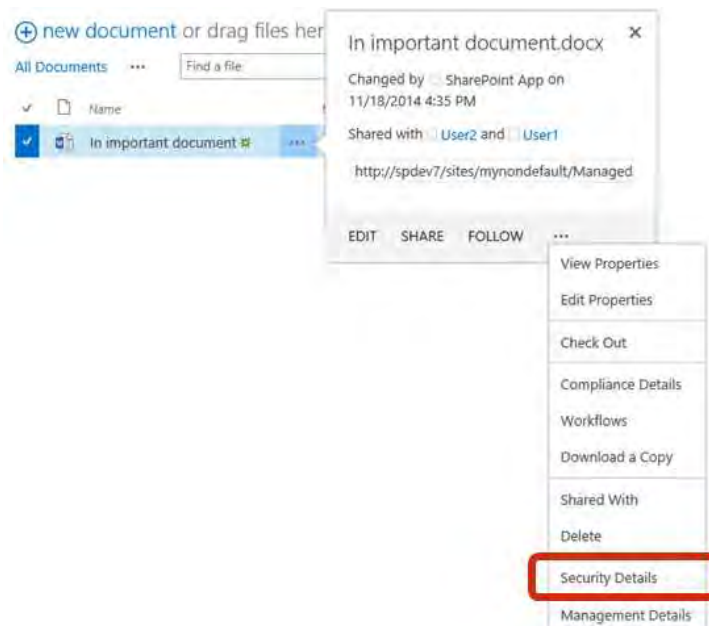 new document or drag files her
All Documents ... Find a file
Name
In important document ...
In important document.docx
Changed by SharePoint App on
11/18/2014 4:35 PM
Shared with User2 and User1
http://spdev7/sites/mynondefault/Managed
EDIT SHARE FOLLOW ...
View Properties
Edit Properties
Check Out
Compliance Details
Workflows
Download a Copy
Shared With
Delete
Security Details
Management Details